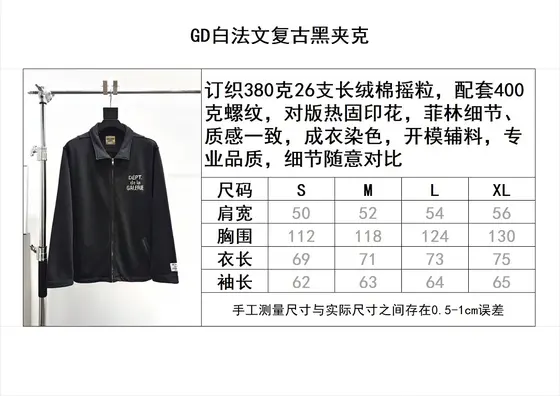 GD白法文复古黑夹克
订织380克26支长绒棉摇粒，配套400
克螺纹，对版热固印花，菲林细节、
质感一致，成衣染色，开模辅料，专
业品质，细节随意对比
DEPT.
de la
GALERIE
尺码 S M L XL
肩宽 50 52 54 56
胸围 112 118 124 130
衣长 69 71 73 75
袖长 62 63 64 65
手工测量尺寸与实际尺寸之间存在0.5-1cm误差